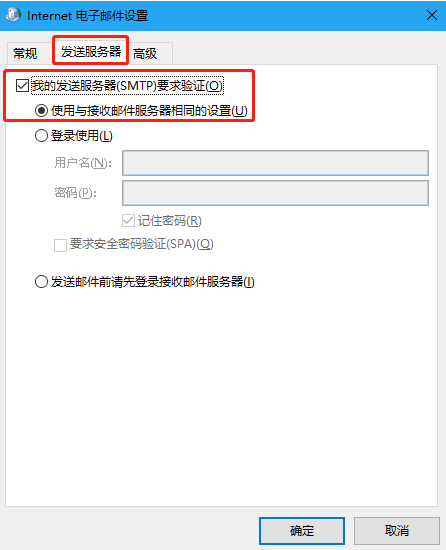 Internet 电子邮件设置
常规 发送服务器 高级
我的发送服务器(SMTP)要求验证(O)
使用与接收邮件服务器相同的设置(U)
登录使用(L)
用户名(N):
密码(P):
记住密码(R)
要求安全密码验证(SPA)(Q)
发送邮件前请先登录接收邮件服务器(I)
确定 取消